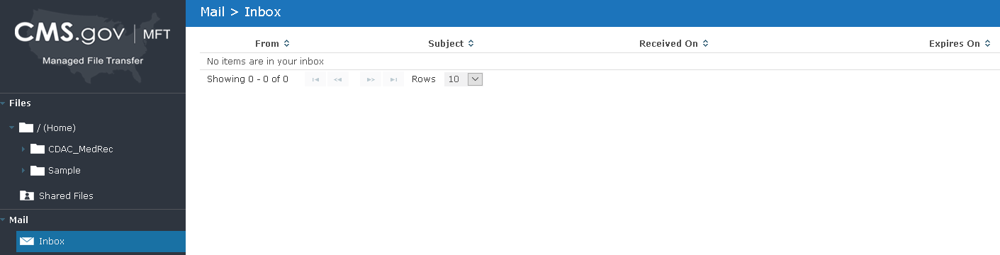 CMS.gov | MFT
Managed File Transfer
Files
/ (Home)
CDAC_MedRec
Sample
Shared Files
Mail
Inbox
Mail > Inbox
From Subject Received On Expires On
No items are in your inbox
Showing 0 - 0 of 0 Rows 10